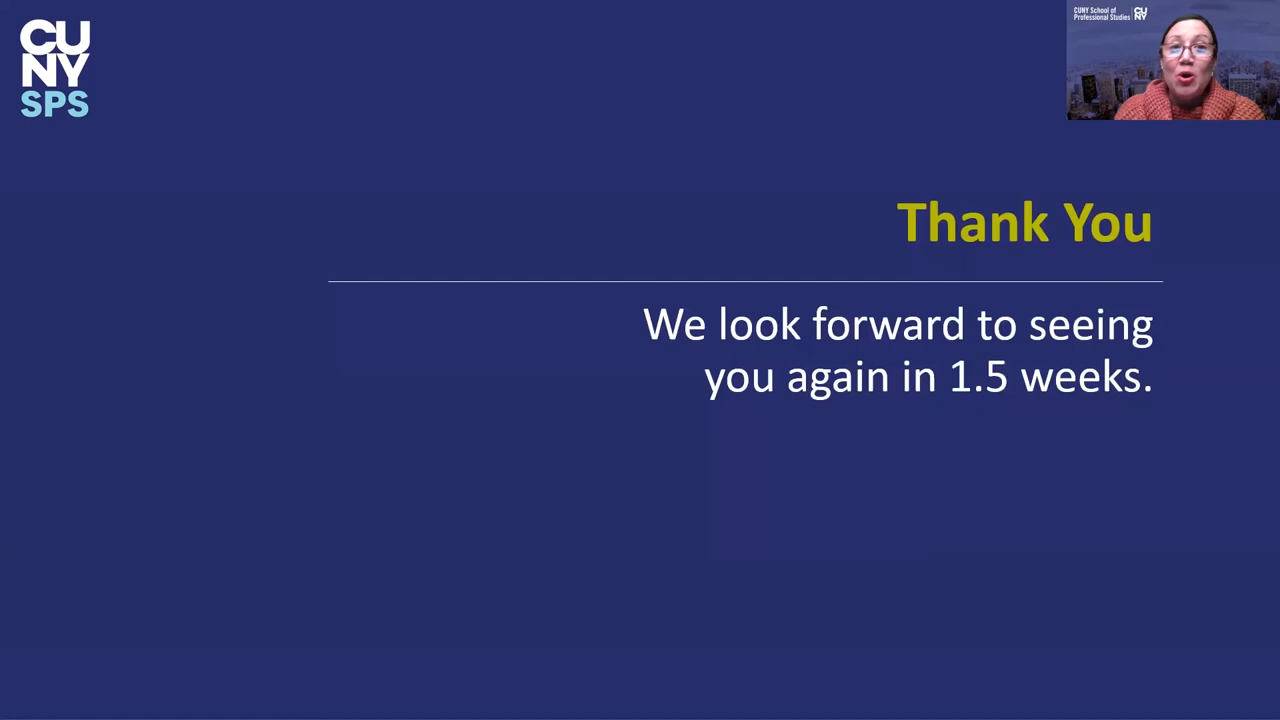 CU
NY
SPS
CUNY School of
Professional Studies
CU
NY
Thank You
We look forward to seeing
you again in 1.5 weeks.